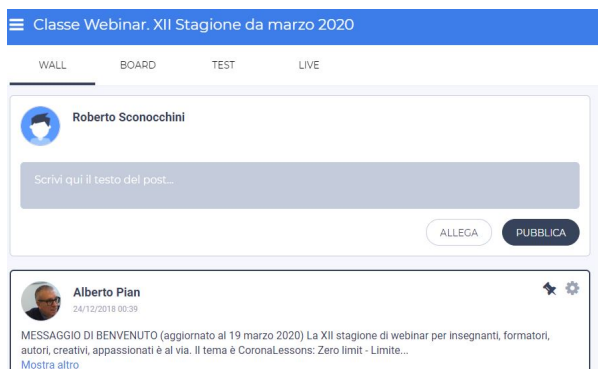 Classe Webinar. XII Stagione da marzo 2020
WALL BOARD TEST LIVE
Roberto Sconocchini
Scrivi qui il testo del post...
ALLEGA PUBBLICA
Alberto Pian
24/12/2018 00:39
MESSAGGIO DI BENVENUTO (aggiornato al 19 marzo 2020) La XII stagione di webinar per insegnanti, formatori,
autori, creativi, appassionati è al via. Il tema è CoronaLessons: Zero limit - Limite...
Mostra altro